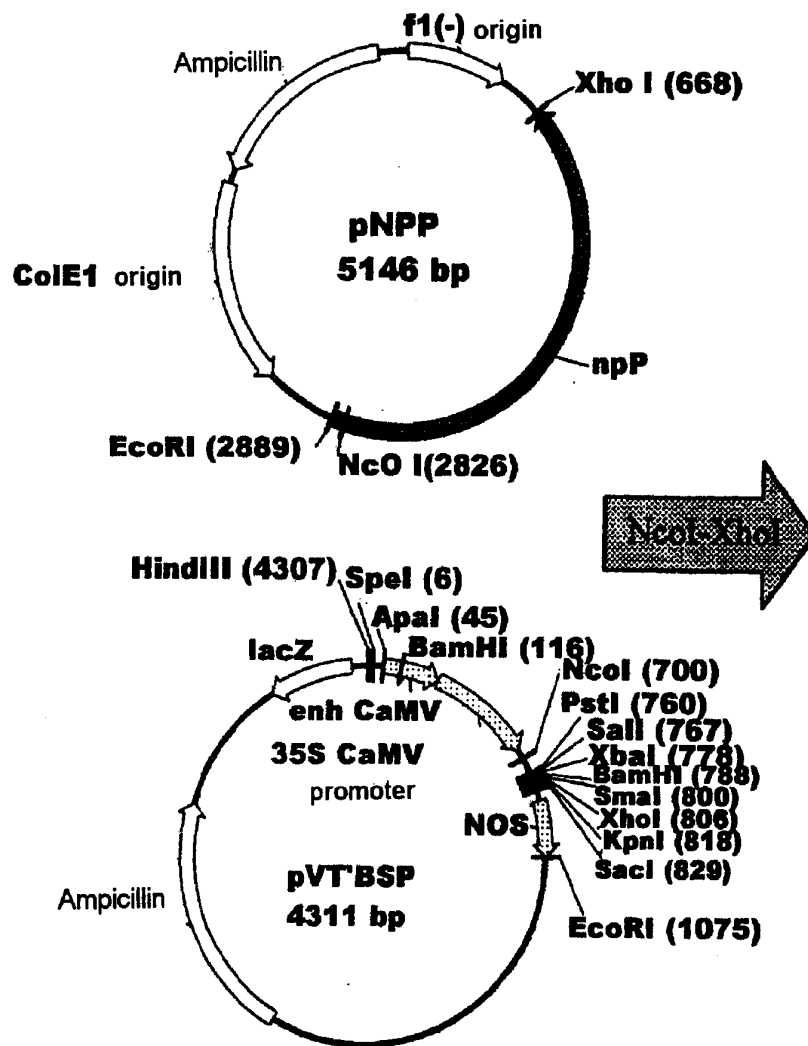 f1(-) origin
Ampicillin
Xho I (668)
pNPP
5146 bp
ColE1 origin
npP
EcoRI (2889)
NcO I(2826)
NcoI-XhoI
HindIII (4307)
SpeI (6)
ApaI (45)
lacZ
BamHI (116)
NcoI (700)
PstI (760)
enh CaMV
SalI (767)
35S CaMV
XbaI (778)
promoter
BamHI (788)
SmaI (800)
XhoI (806)
NOS
KpnI (818)
SacI (829)
pVT'BSP
4311 bp
Ampicillin
EcoRI (1075)